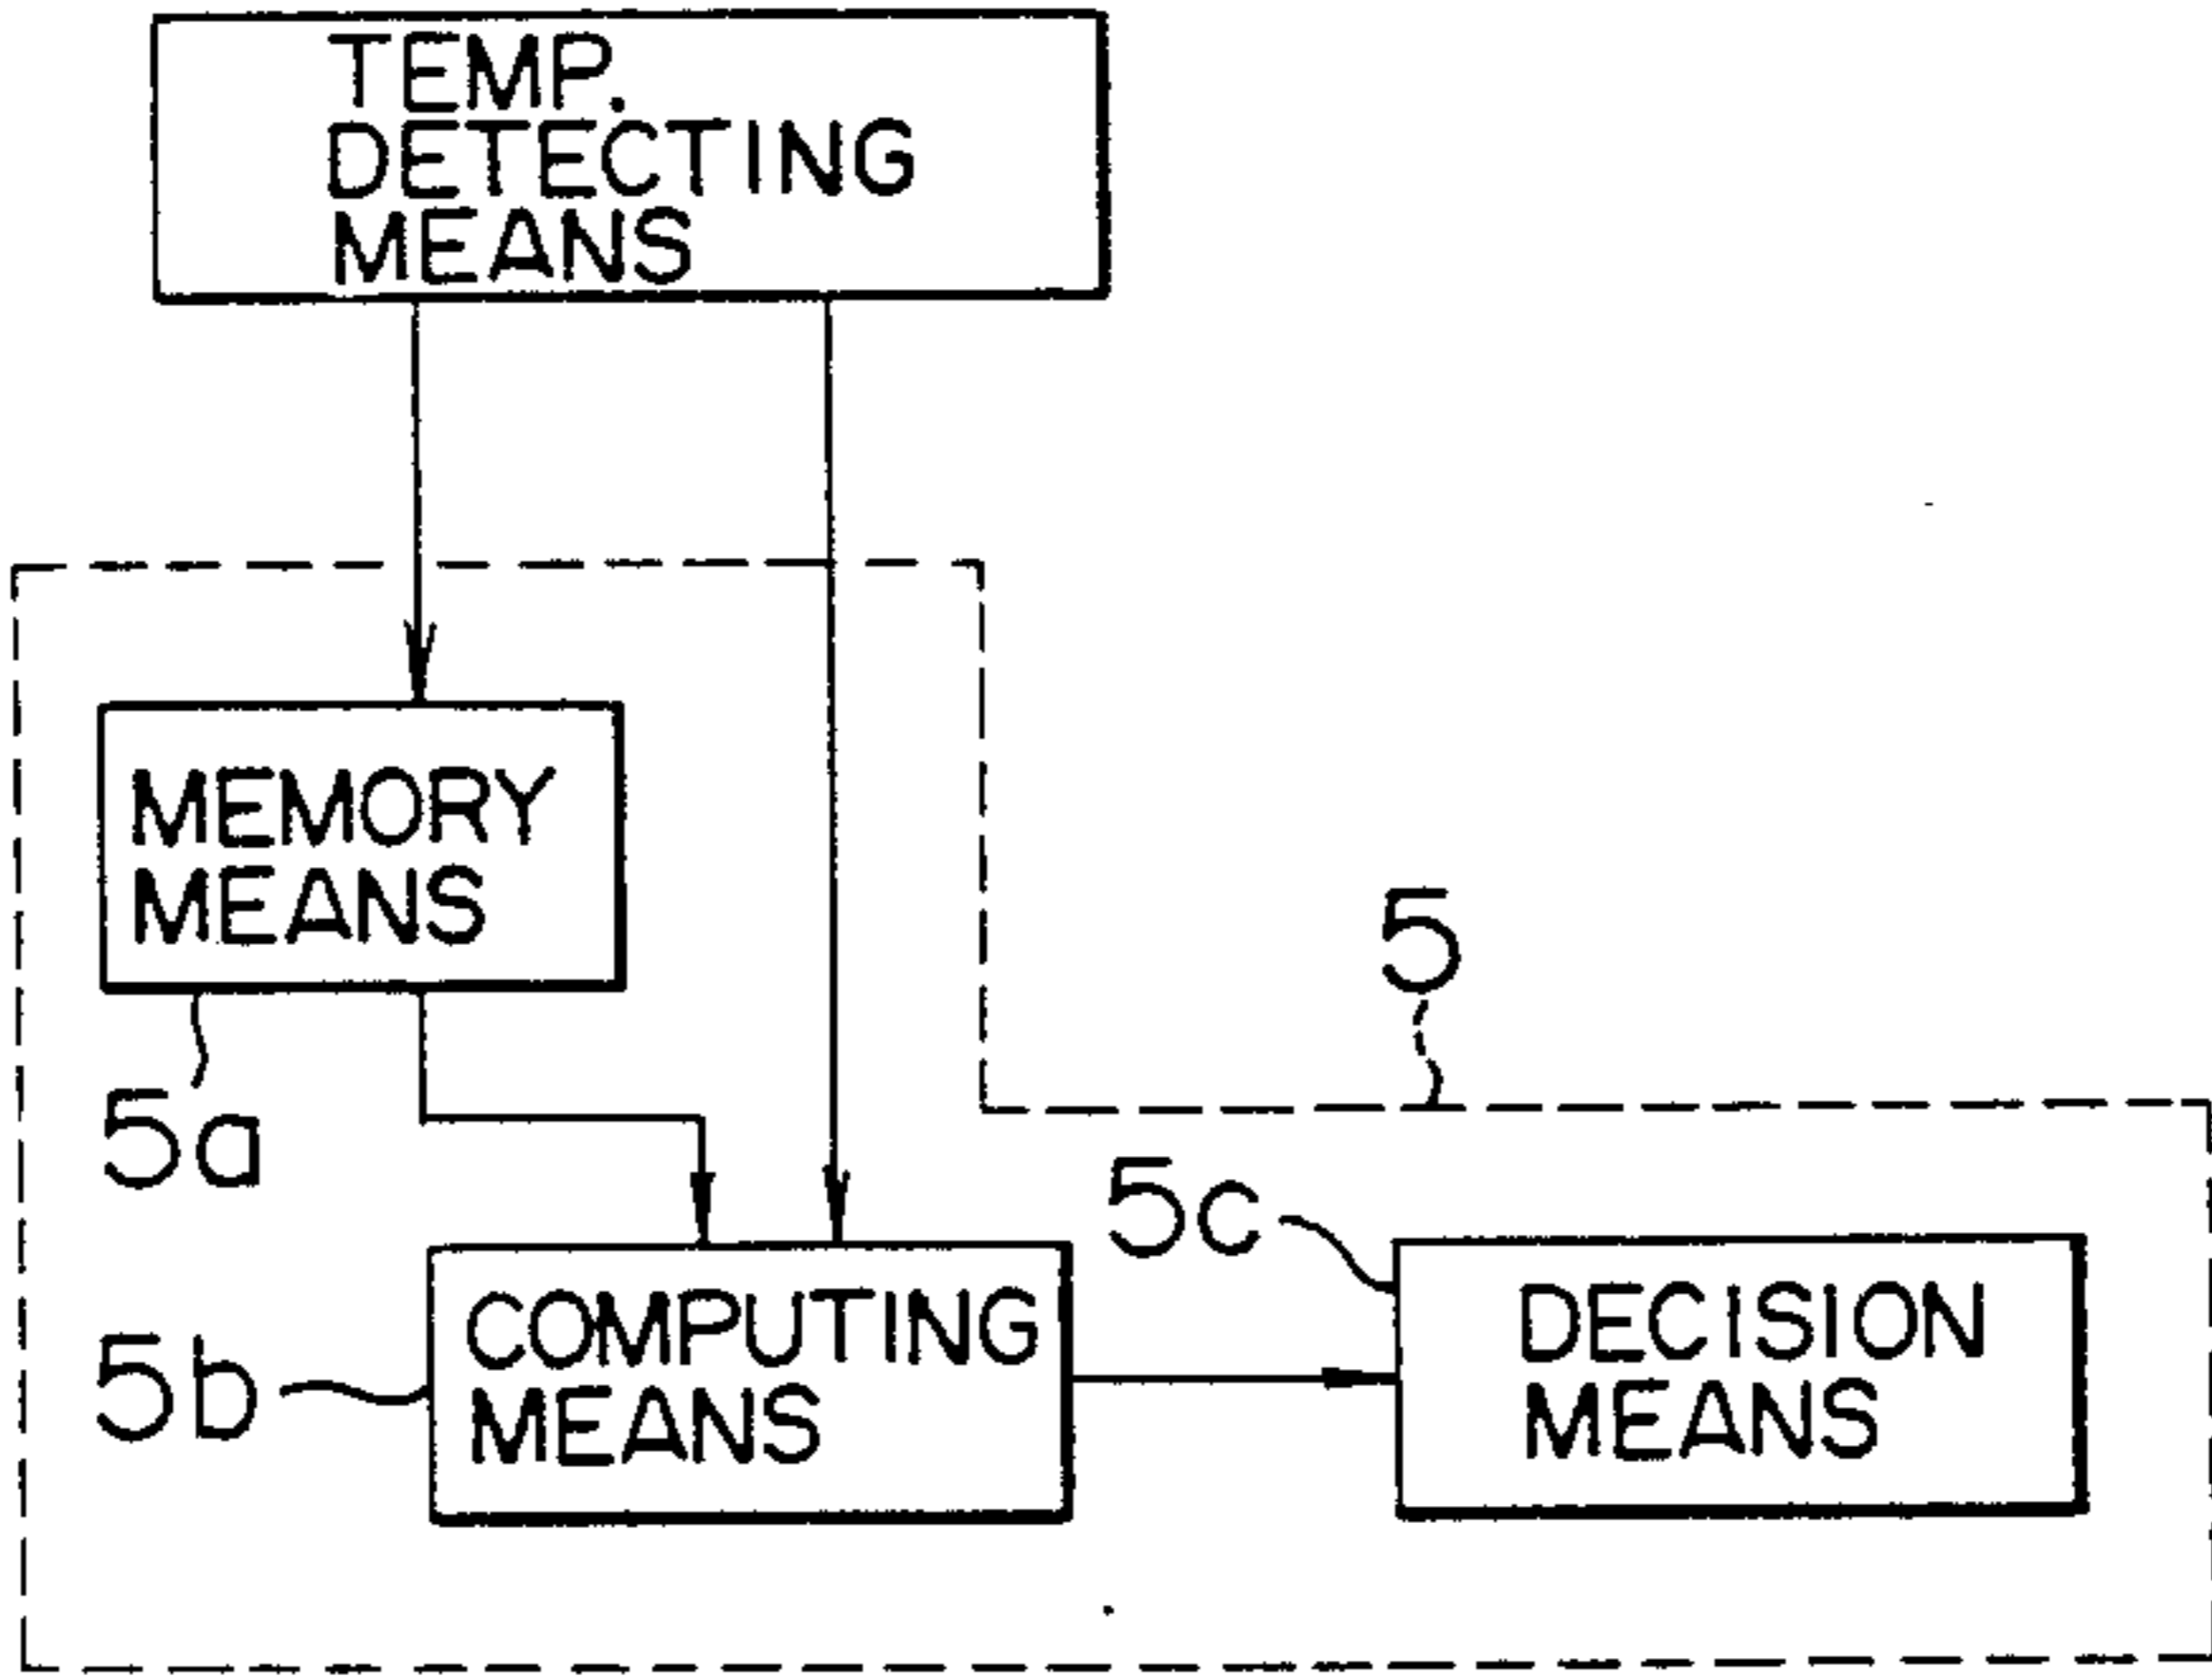 TEMP.
DETECTING
MEANS
MEMORY
MEANS
5
5a
5c
COMPUTING
MEANS
DECISION
MEANS
5b